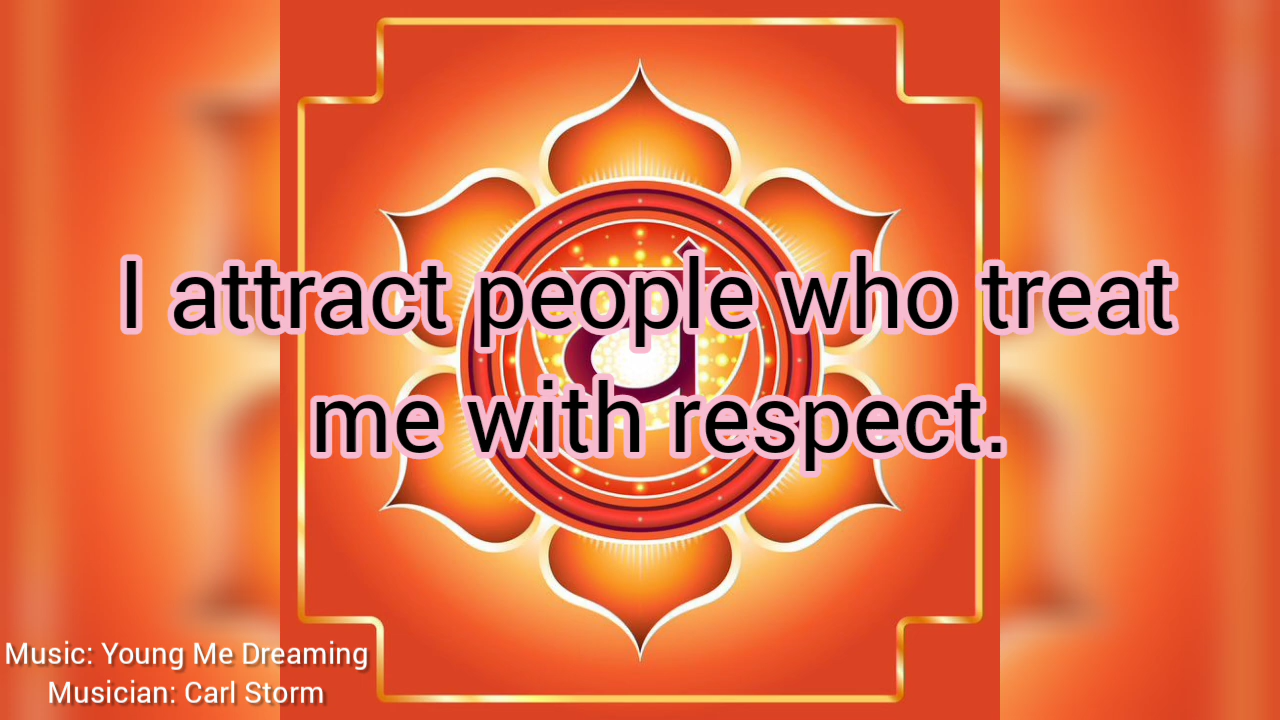 I attract people who treat
me with respect.
वं
Music: Young Me Dreaming
Musician: Carl Storm